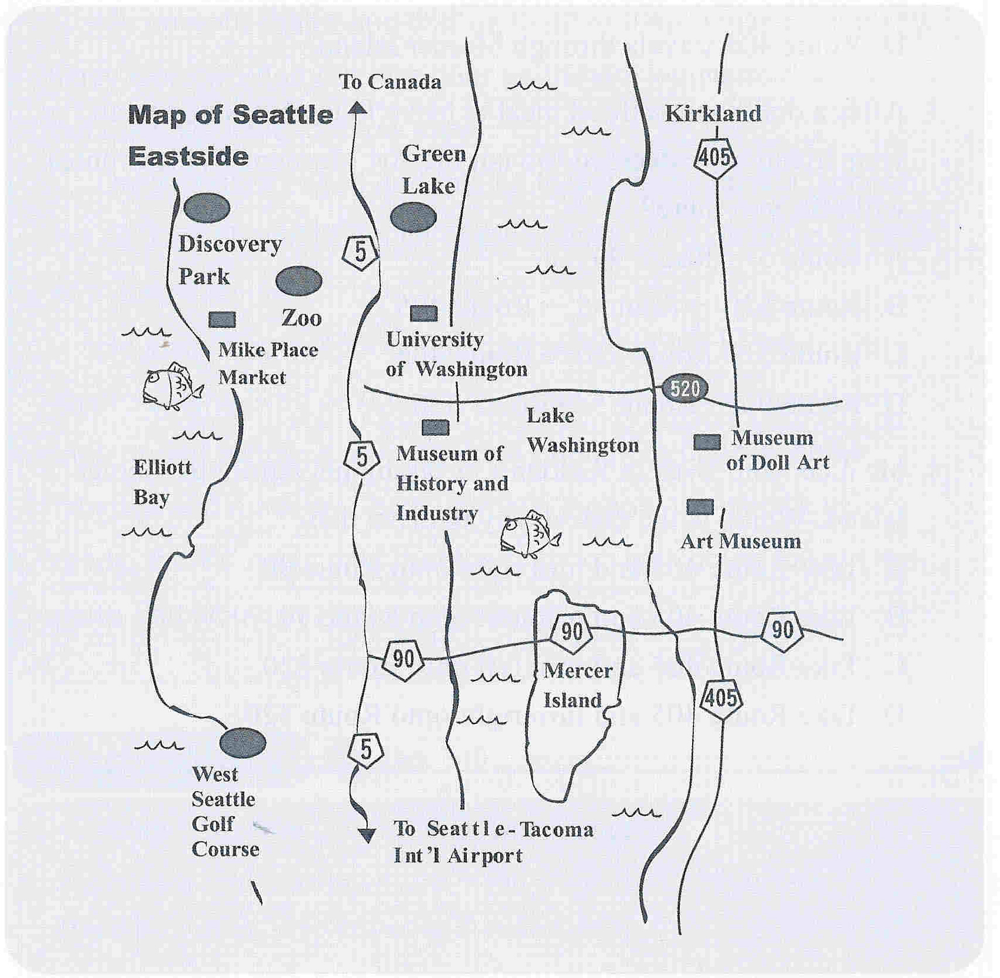 To Canada
Map of Seattle
Eastside
Kirkland
405
Green
Lake
5
Discovery
Park
Zoo
University
of Washington
Mike Place
Market
520
Lake
Washington
Museum
of Doll Art
5
Museum of
History and
Industry
Elliott
Bay
Art Museum
90
90
90
Mercer
Island
405
5
West
Seattle
Golf
Course
To Seattle-Tacoma
Int'l Airport